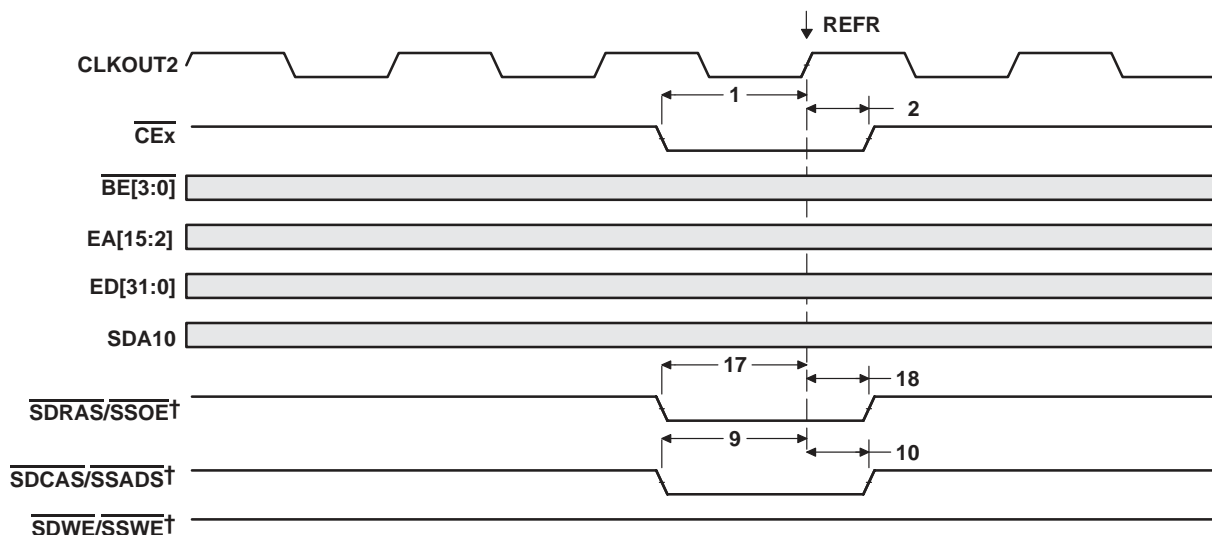 REFR
CLKOUT2
1
2
CEx
BE[3:0]
EA[15:2]
ED[31:0]
SDA10
17
18
SDRAS/SSOE†
9
10
SDCAS/SSADS†
SDWE/SSWE†